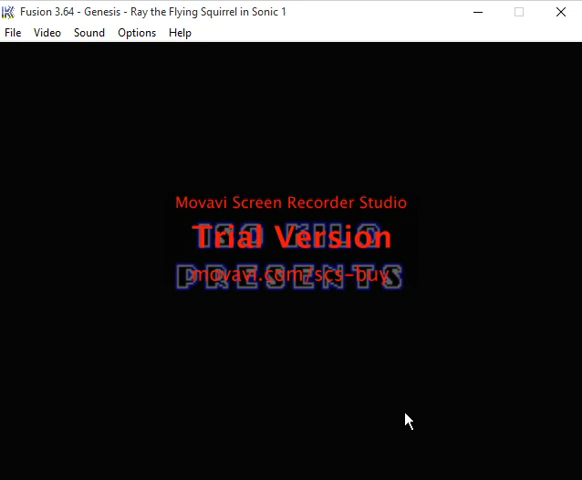 Fusion 3.64 - Genesis - Ray the Flying Squirrel in Sonic 1
File Video Sound Options Help
Movavi Screen Recorder Studio
Trial Version
movavi.com/scs-buy
PRESENTS